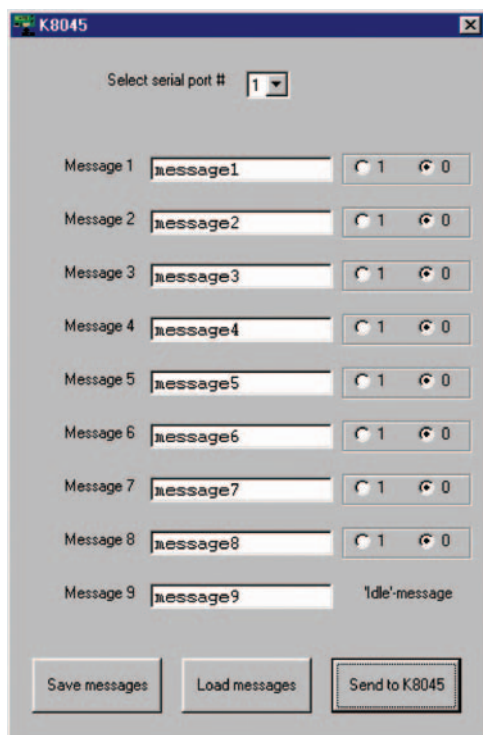 K8045
Select serial port # 1
Message 1 message1 1 0
Message 2 message2 1 0
Message 3 message3 1 0
Message 4 message4 1 0
Message 5 message5 1 0
Message 6 message6 1 0
Message 7 message7 1 0
Message 8 message8 1 0
Message 9 message9 'Idle'-message
Save messages Load messages Send to K8045